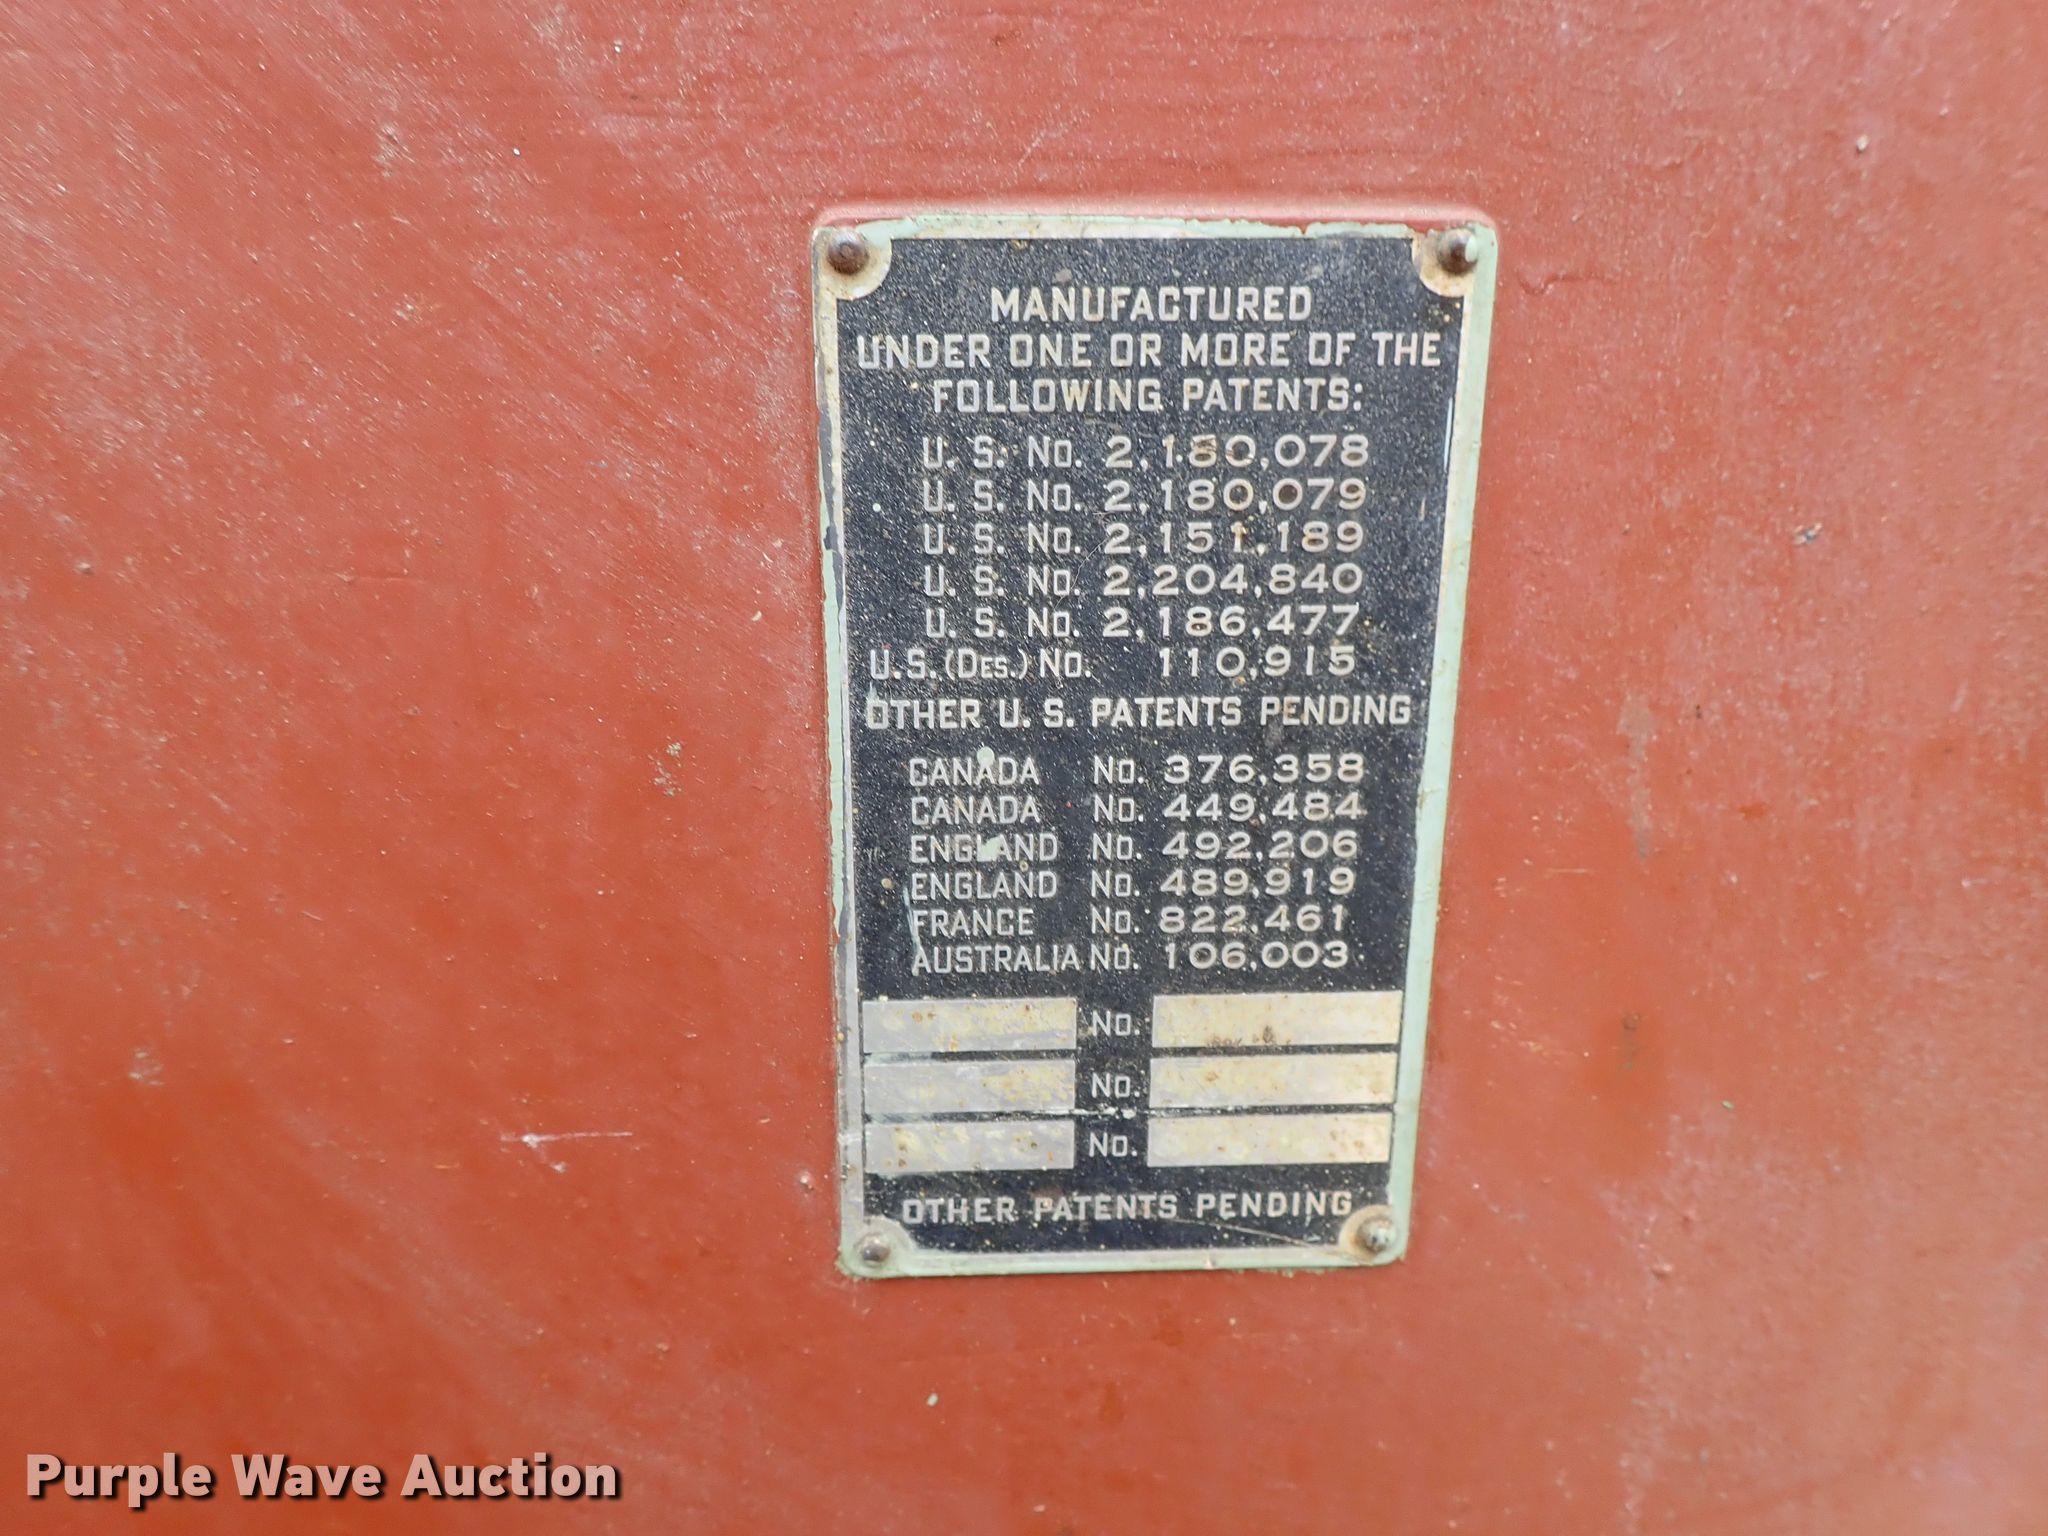 MANUFACTURED
UNDER ONE OR MORE OF THE
FOLLOWING PATENTS:
U. S. No. 2,180,078
U. S. No. 2,180,079
U. S. No. 2,151,189
U. S. No. 2,204,840
U. S. No. 2,186,477
U.S. (DES.) No. 110,915
OTHER U. S. PATENTS PENDING
CANADA No. 376,358
CANADA No. 449,484
ENGLAND No. 492,206
ENGLAND No. 489,919
FRANCE No. 822,461
AUSTRALIA No. 106,003
No.
No.
No.
OTHER PATENTS PENDING
Purple Wave Auction